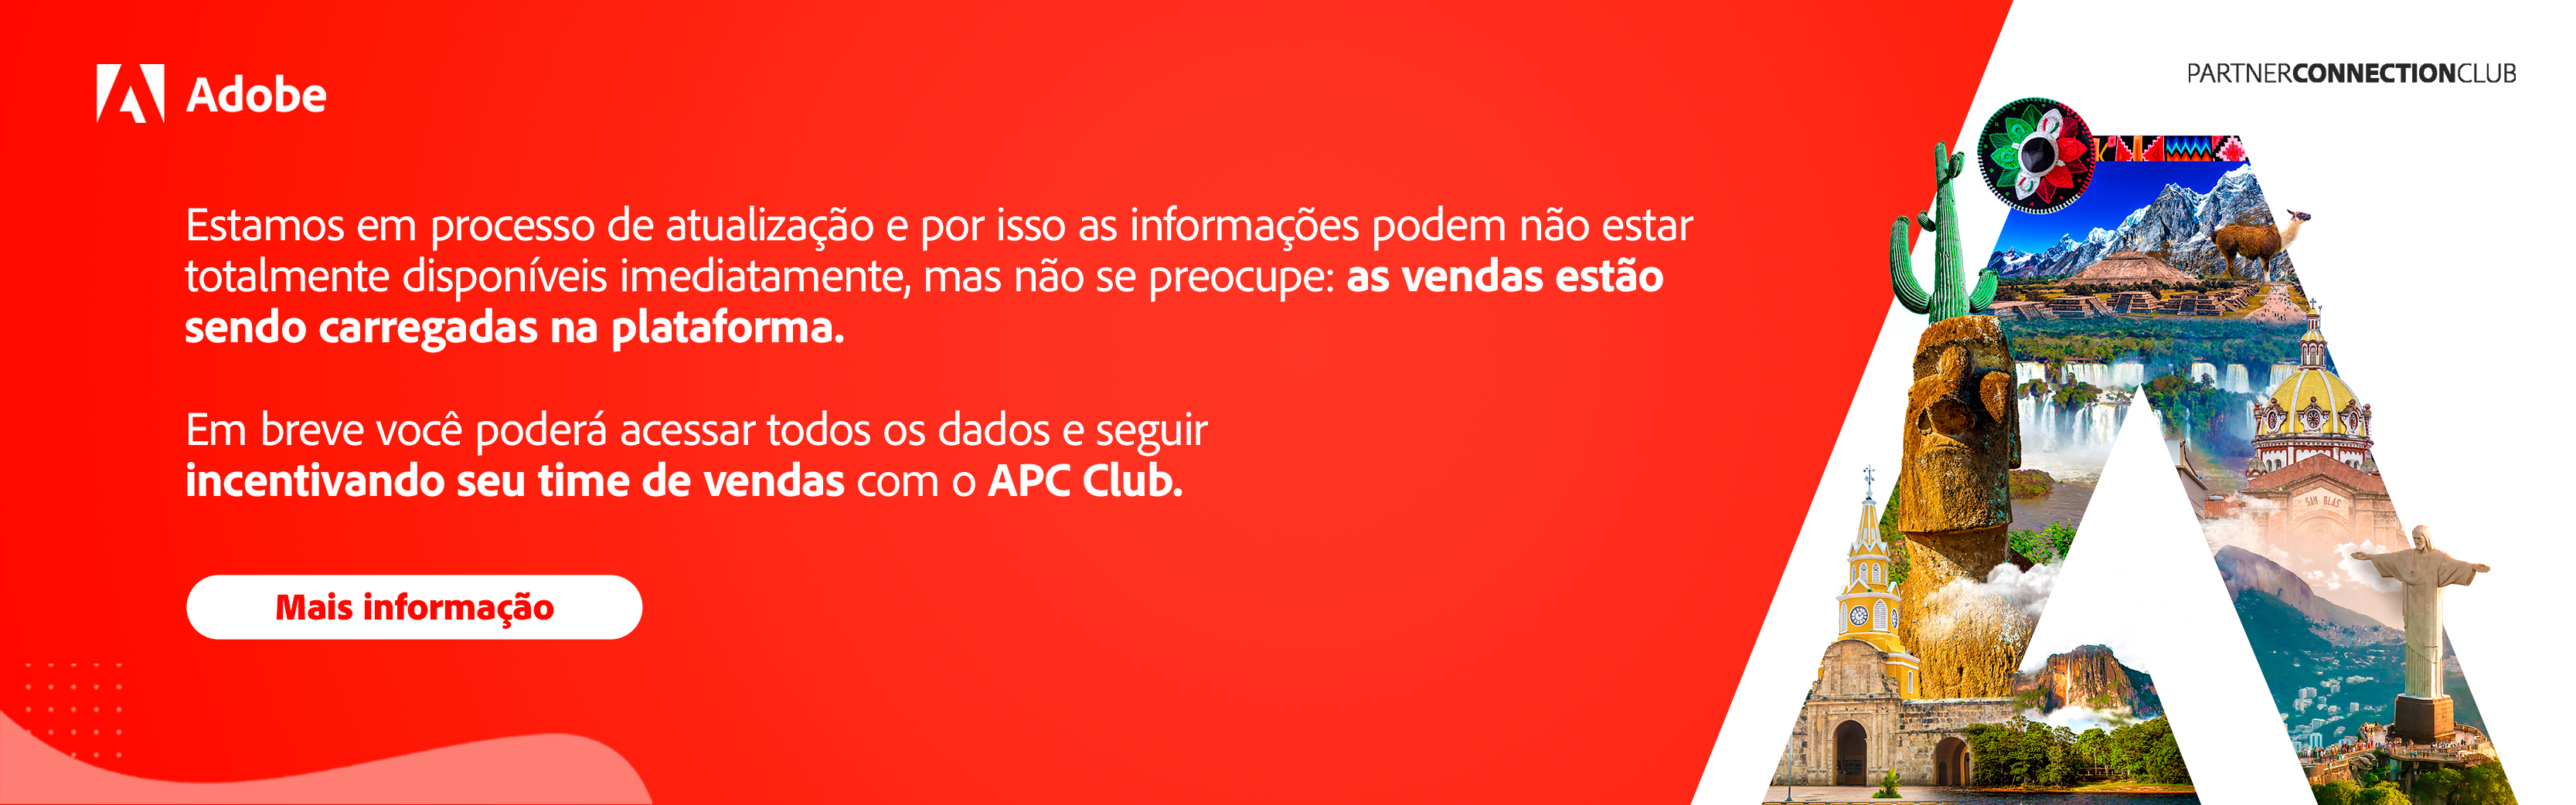 Adobe
PARTNERCONNECTIONCLUB
Estamos em processo de atualização e por isso as informações podem não estar
totalmente disponíveis imediatamente, mas não se preocupe: as vendas estão
sendo carregadas na plataforma.
Em breve você poderá acessar todos os dados e seguir
incentivando seu time de vendas com o APC Club.
Mais informação
SAN BLAS